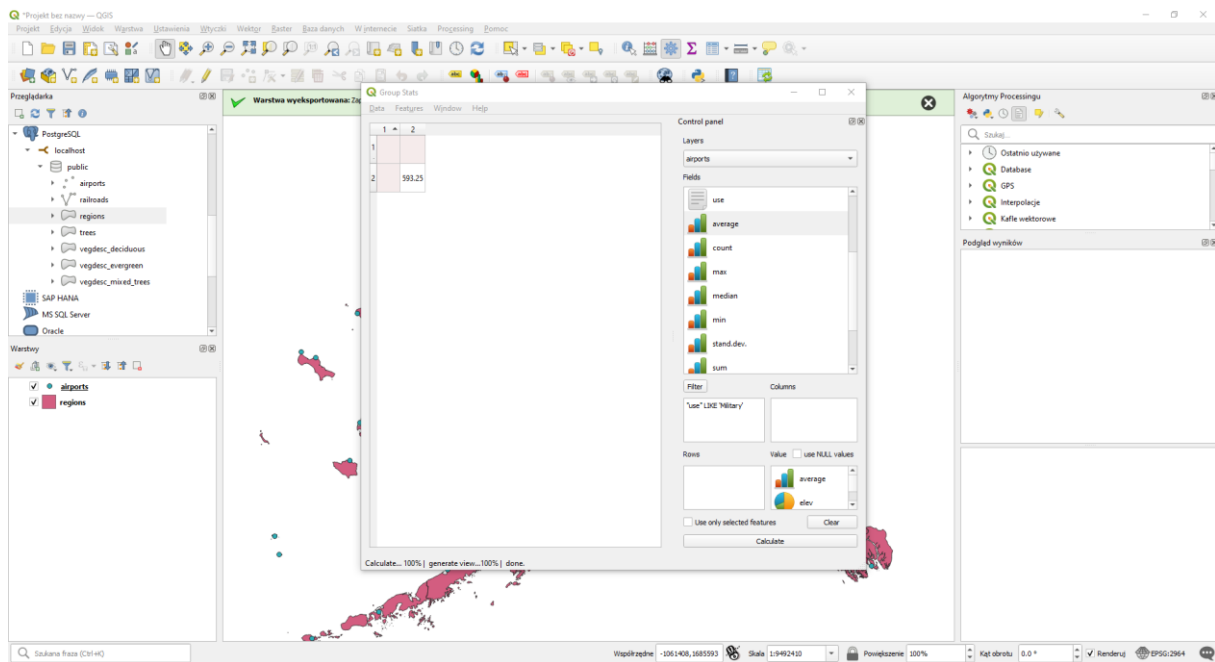 *Projekt bez nazwy — QGIS
Projekt Edycja Widok Warstwa Ustawienia Wtyczki Wektor Raster Baza danych W internecie Siatka Processing Pomoc
Przeglądarka
PostgreSQL
localhost
public
airports
railroads
regions
trees
vegdesc_deciduous
vegdesc_evergreen
vegdesc_mixed_trees
SAP HANA
MS SQL Server
Oracle
Warstwy
airports
regions
Warstwa wyeksportowana:
Group Stats
Data Features Window Help
1 2
1
2 593.25
Control panel
Layers
airports
Fields
use
average
count
max
median
min
stand.dev.
sum
Filter Columns
"use" LIKE 'Military'
Rows Value use NULL values
average
elev
Use only selected features Clear
Calculate
Calculate... 100% | generate view...100% | done.
Algorytmy Processingu
Szukaj...
Ostatnio używane
Database
GPS
Interpolacje
Kafle wektorowe
Podgląd wyników
Szukana fraza (Ctrl+K)
Współrzędne -1061408,1685593 Skala 1:9492410 Powiększenie 100% Kąt obrotu 0.0 ° Renderuj EPSG:2964